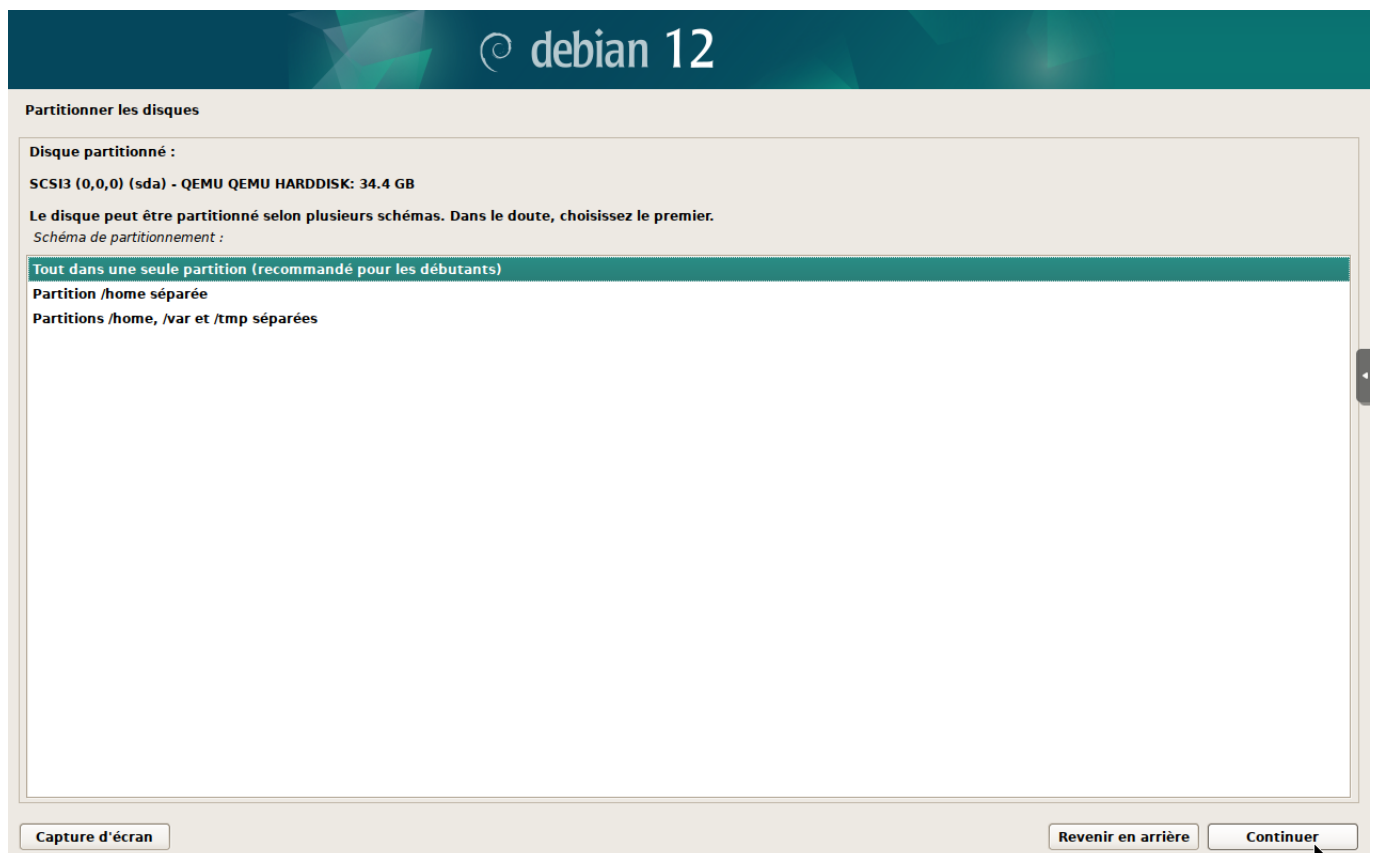 debian 12
Partitionner les disques
Disque partitionné :
SCSI3 (0,0,0) (sda) - QEMU QEMU HARDDISK: 34.4 GB
Le disque peut être partitionné selon plusieurs schémas. Dans le doute, choisissez le premier.
Schéma de partitionnement :
Tout dans une seule partition (recommandé pour les débutants)
Partition /home séparée
Partitions /home, /var et /tmp séparées
Capture d'écran
Revenir en arrière
Continuer